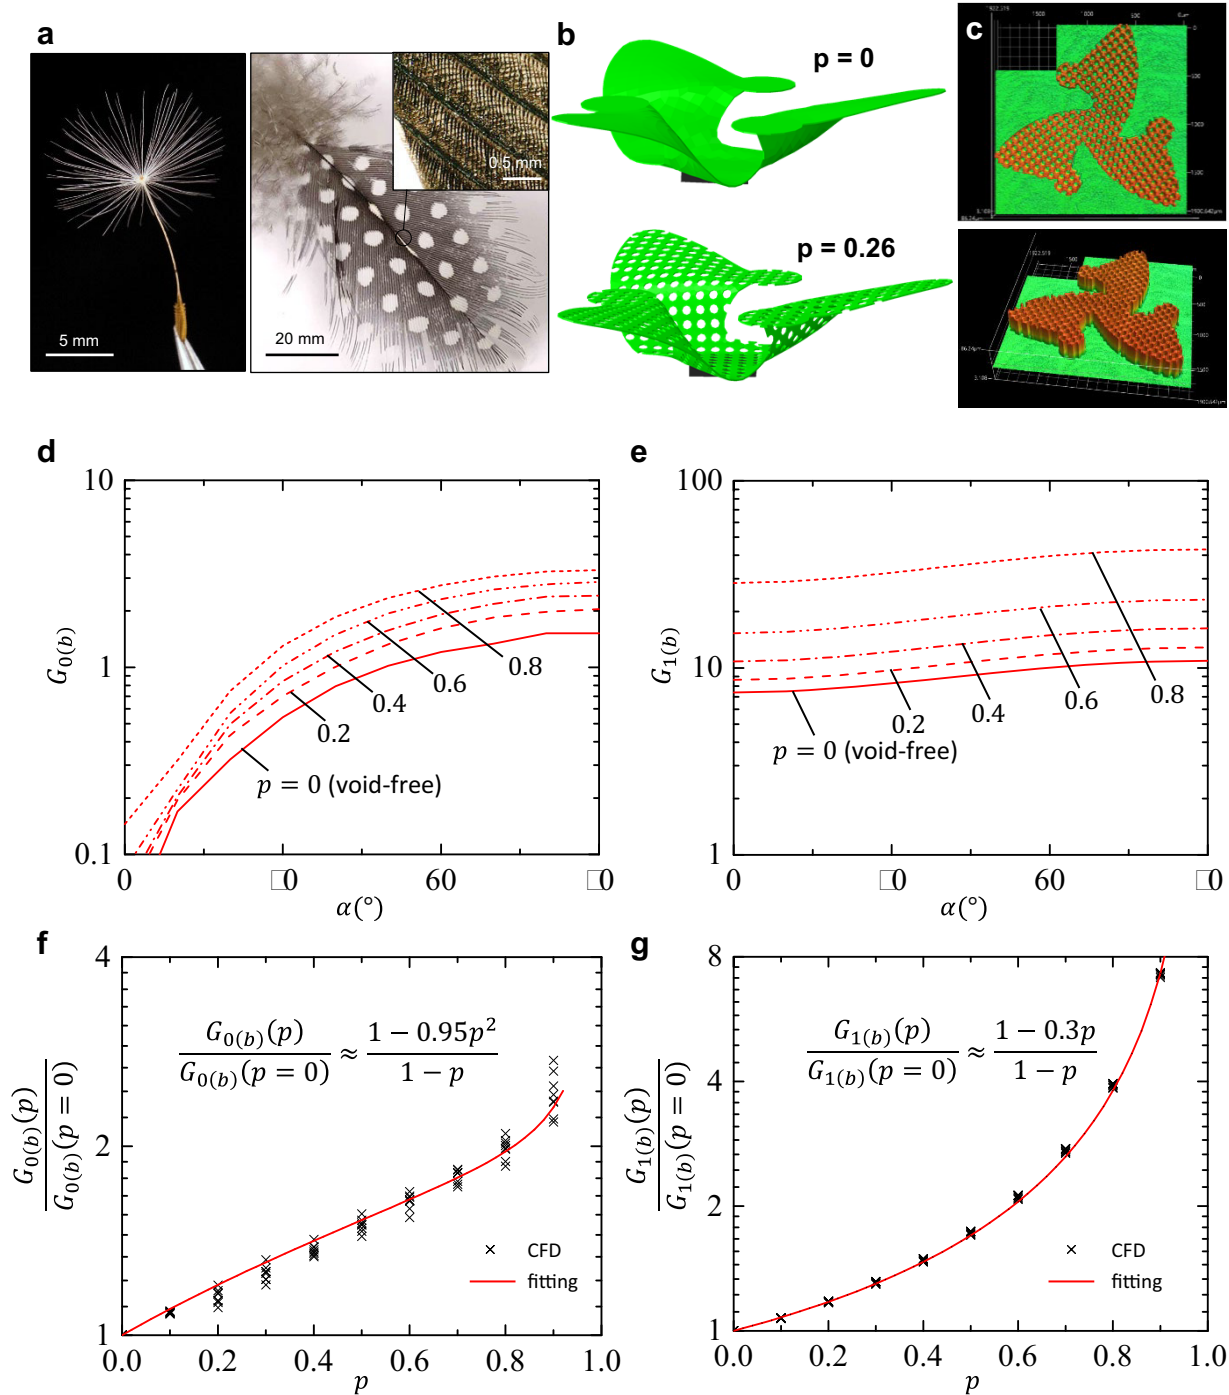 a
5 mm
20 mm
0.5 mm
b
p = 0
p = 0.26
c
d
10
1
0.1
G0(b)
0.8
0.6
0.4
0.2
p = 0 (void-free)
0 □0 60 □0
α(°)
e
100
10
1
G1(b)
0.8
0.6
0.4
0.2
p = 0 (void-free)
0 □0 60 □0
α(°)
f
4
2
1
G0(b)(p)
G0(b)(p = 0)
G0(b)(p) / G0(b)(p = 0) ≈ (1 − 0.95p²) / (1 − p)
CFD
fitting
0.0 0.2 0.4 0.6 0.8 1.0
p
g
8
4
2
1
G1(b)(p)
G1(b)(p = 0)
G1(b)(p) / G1(b)(p = 0) ≈ (1 − 0.3p) / (1 − p)
CFD
fitting
0.0 0.2 0.4 0.6 0.8 1.0
p